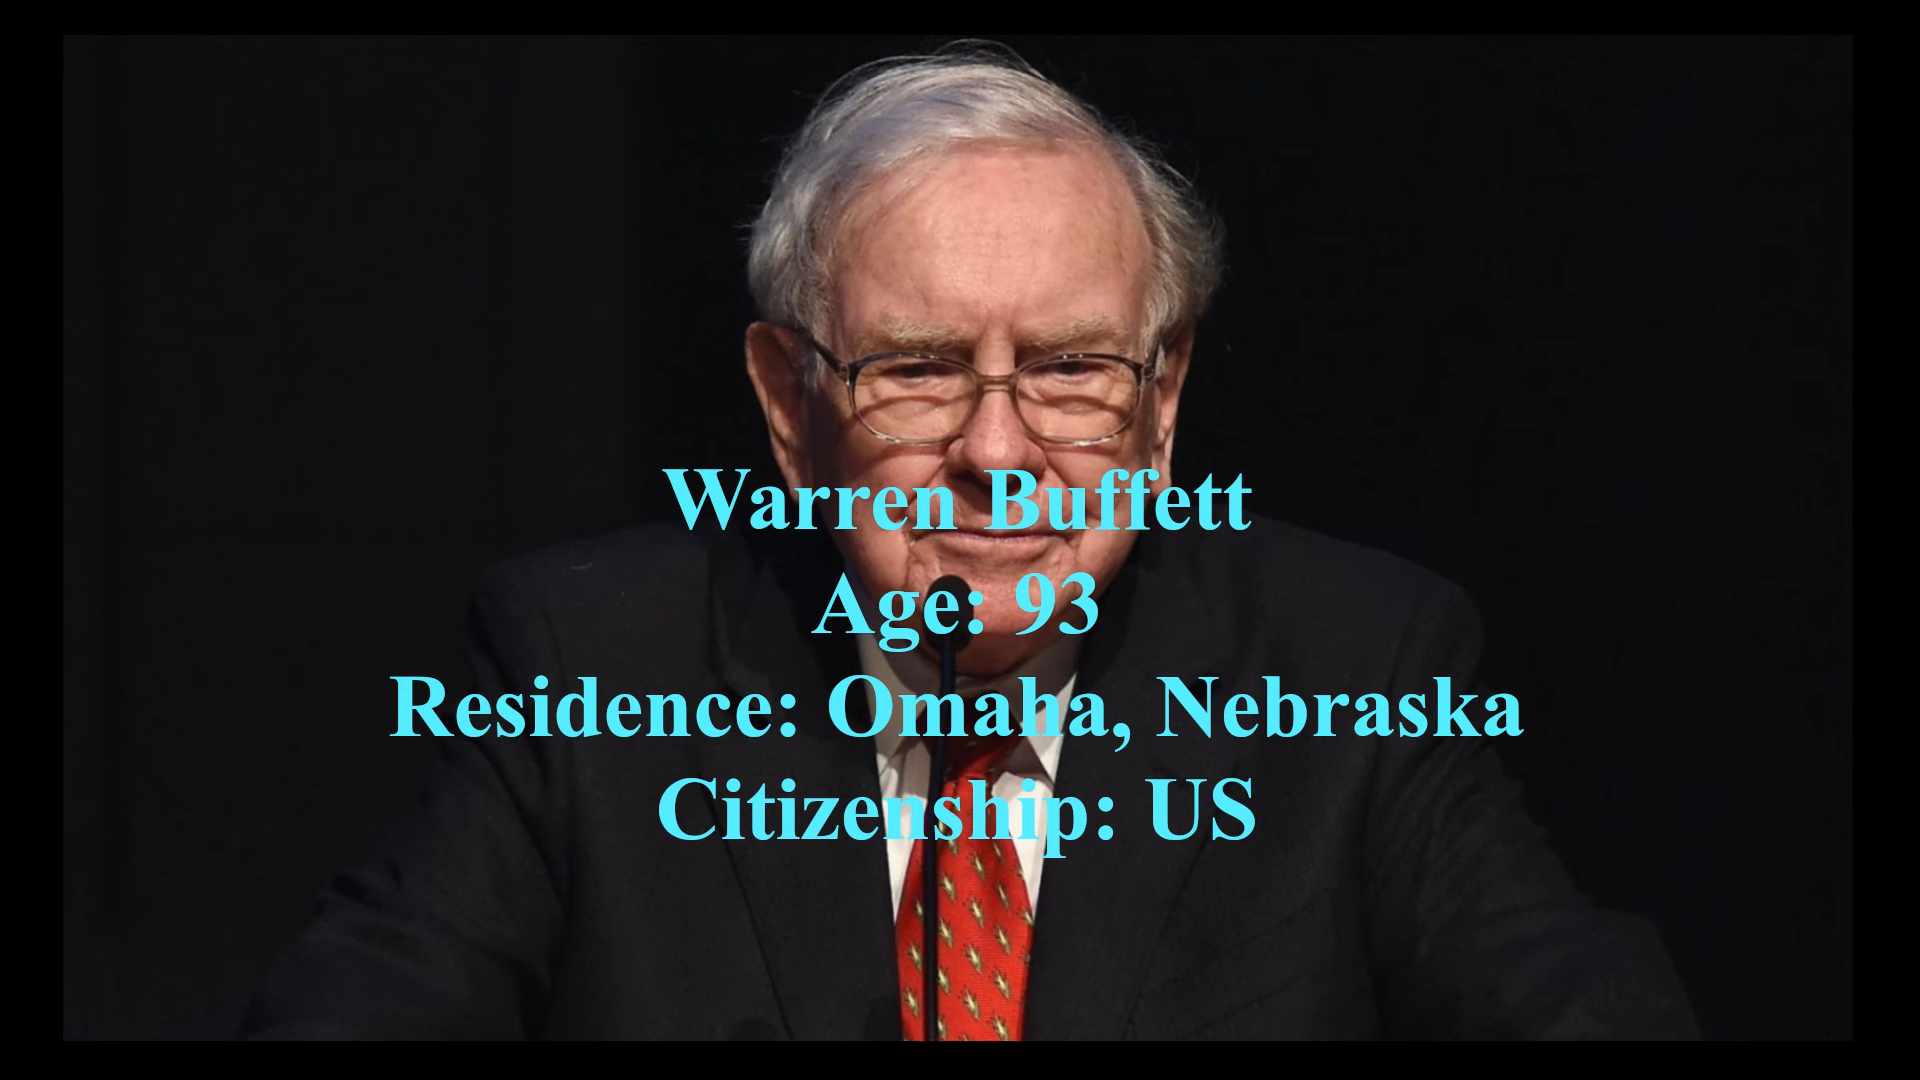 Warren Buffett
Age: 93
Residence: Omaha, Nebraska
Citizenship: US